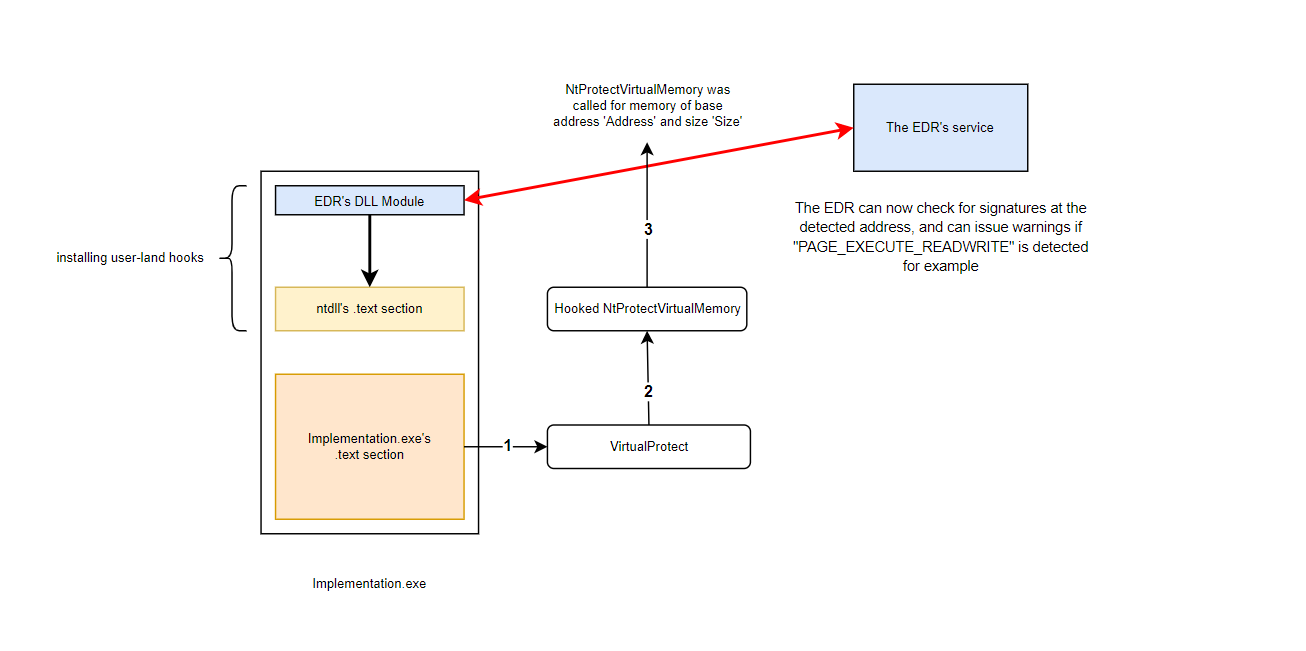 NtProtectVirtualMemory was
called for memory of base
address 'Address' and size 'Size'
The EDR's service
EDR's DLL Module
The EDR can now check for signatures at the
detected address, and can issue warnings if
"PAGE_EXECUTE_READWRITE" is detected
for example
3
installing user-land hooks
ntdll's .text section
Hooked NtProtectVirtualMemory
2
Implementation.exe's
.text section
1
VirtualProtect
Implementation.exe